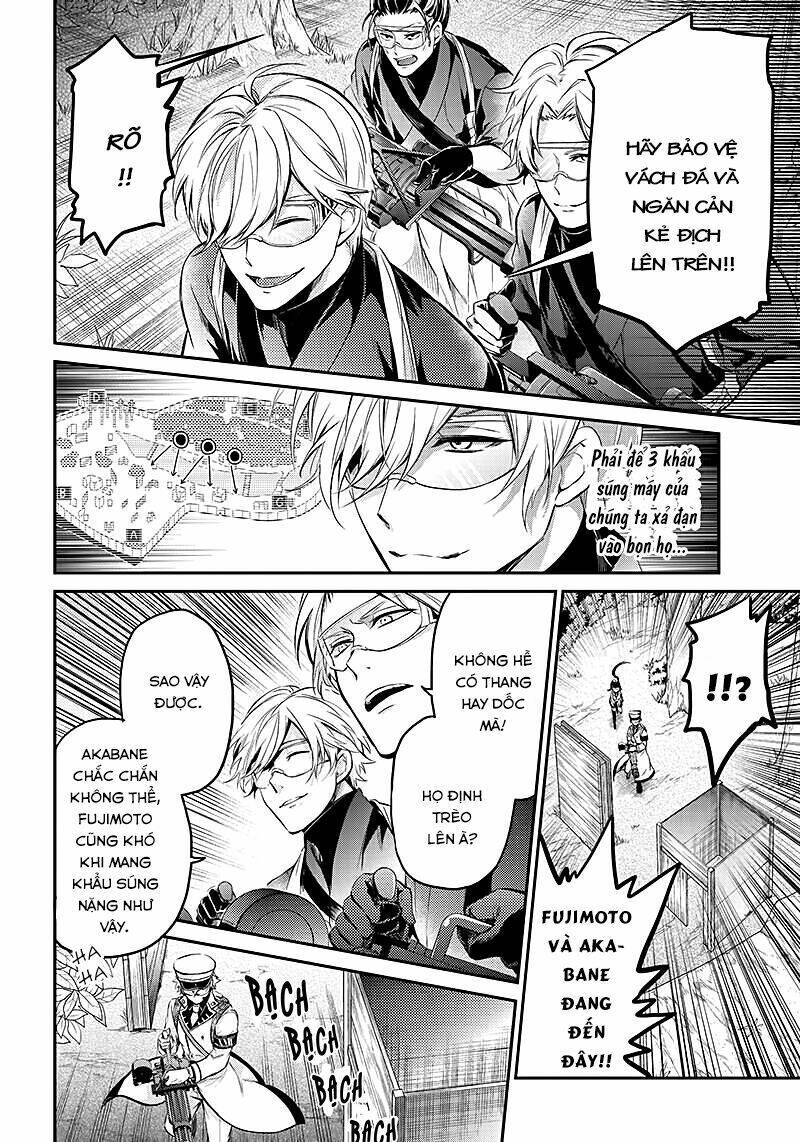 HÃY BẢO VỆ
VÁCH ĐÁ VÀ
NGĂN CẢN
KẺ ĐỊCH
LÊN TRÊN!!
RÕ
!!
Phải để 3 khẩu
súng máy của
chúng ta xả đạn
vào bọn họ...
D
B
A
C
!!?
FUJIMOTO
VÀ AKA-
BANE
ĐANG
ĐẾN
ĐÂY!!
KHÔNG HỀ
CÓ THANG
HAY DỐC
MÀ!
HỌ ĐỊNH
TRÈO
LÊN À?
SAO VẬY
ĐƯỢC.
AKABANE
CHẮC CHẮN
KHÔNG THỂ,
FUJIMOTO
CŨNG KHÓ
KHI MANG
KHẨU SÚNG
NẶNG NHƯ
VẬY.
HA
HA
BẠCH
BẠCH
BẠCH
BẠCH